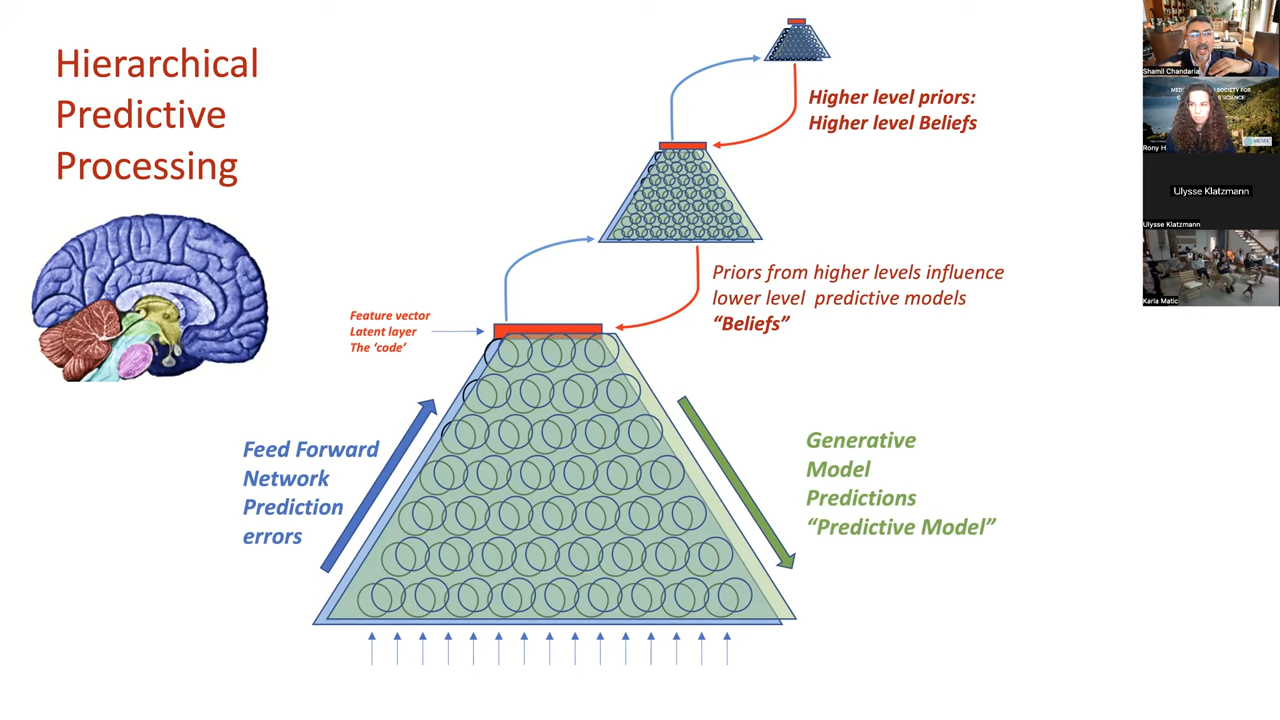 Hierarchical
Predictive
Processing
Higher level priors:
Higher level Beliefs
Priors from higher levels influence
lower level  predictive models
“Beliefs”
Feature vector
Latent layer
The ‘code’
Feed Forward
Network
Prediction
errors
Generative
Model
Predictions
“Predictive Model”
Shamil Chandaria
Rony H
Ulysse Klatzmann
Ulysse Klatzmann
Karla Matic